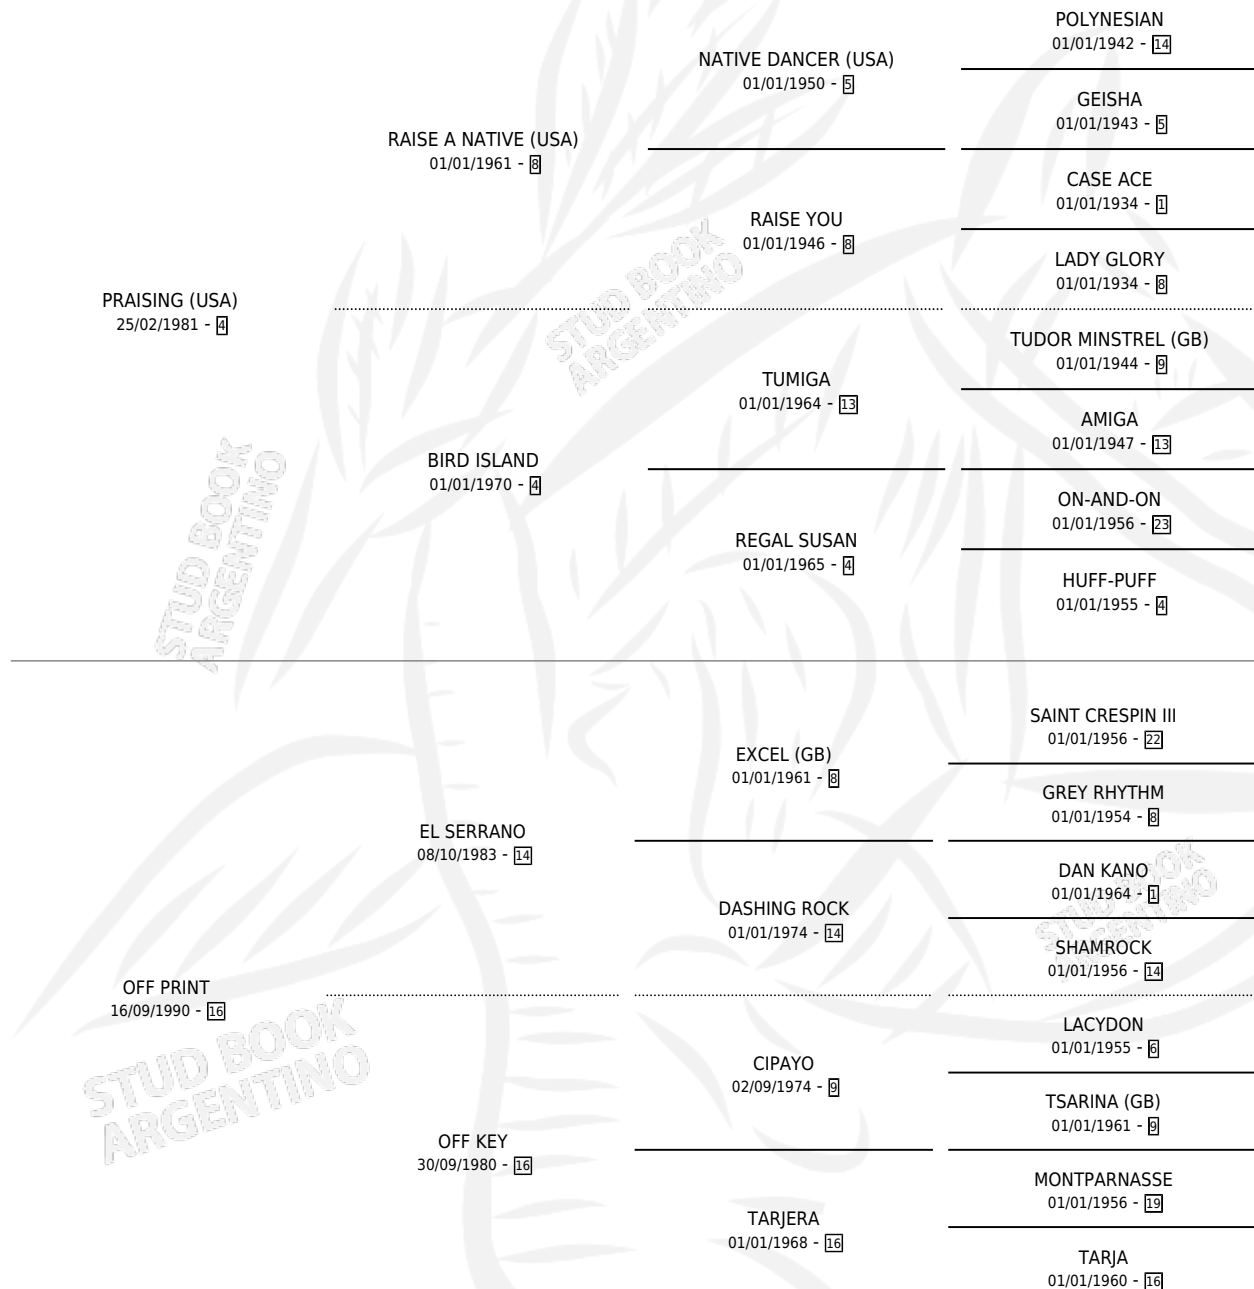 POLYNESIAN
01/01/1942 - 14
NATIVE DANCER (USA)
01/01/1950 - 5
GEISHA
01/01/1943 - 5
RAISE A NATIVE (USA)
01/01/1961 - 8
CASE ACE
01/01/1934 - 1
RAISE YOU
01/01/1946 - 8
LADY GLORY
01/01/1934 - 8
PRAISING (USA)
25/02/1981 - 4
TUDOR MINSTREL (GB)
01/01/1944 - 9
TUMIGA
01/01/1964 - 13
AMIGA
01/01/1947 - 13
BIRD ISLAND
01/01/1970 - 4
ON-AND-ON
01/01/1956 - 23
REGAL SUSAN
01/01/1965 - 4
HUFF-PUFF
01/01/1955 - 4
SAINT CRESPIN III
01/01/1956 - 22
EXCEL (GB)
01/01/1961 - 8
GREY RHYTHM
01/01/1954 - 8
EL SERRANO
08/10/1983 - 14
DAN KANO
01/01/1964 - 1
DASHING ROCK
01/01/1974 - 14
SHAMROCK
01/01/1956 - 14
OFF PRINT
16/09/1990 - 16
LACYDON
01/01/1955 - 6
CIPAYO
02/09/1974 - 9
TSARINA (GB)
01/01/1961 - 9
OFF KEY
30/09/1980 - 16
MONTPARNASSE
01/01/1956 - 19
TARJERA
01/01/1968 - 16
TARJA
01/01/1960 - 16
STUD BOOK
ARGENTINO
STUD BOOK
ARGENTINO
STUD BOOK
ARGENTINO
STUD BOOK
ARGENTINO